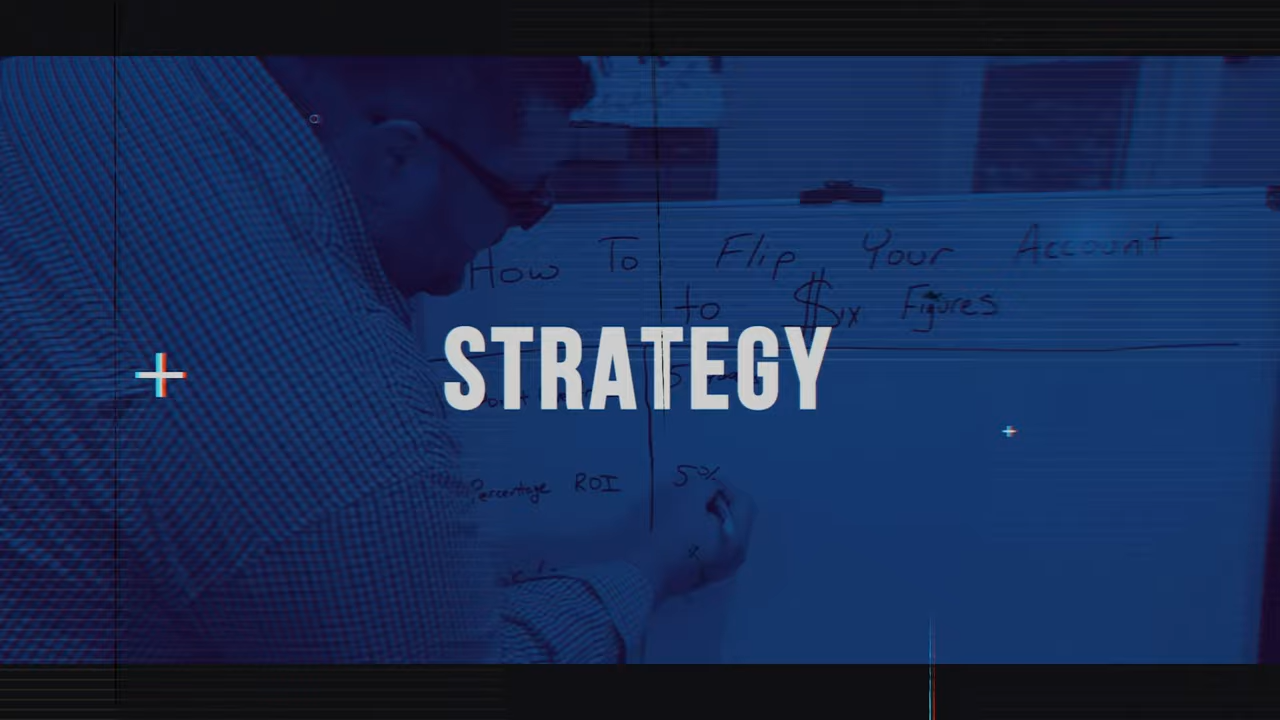 How To Flip Your Account
to $ix Figures
STRATEGY
Percentage ROI 5%